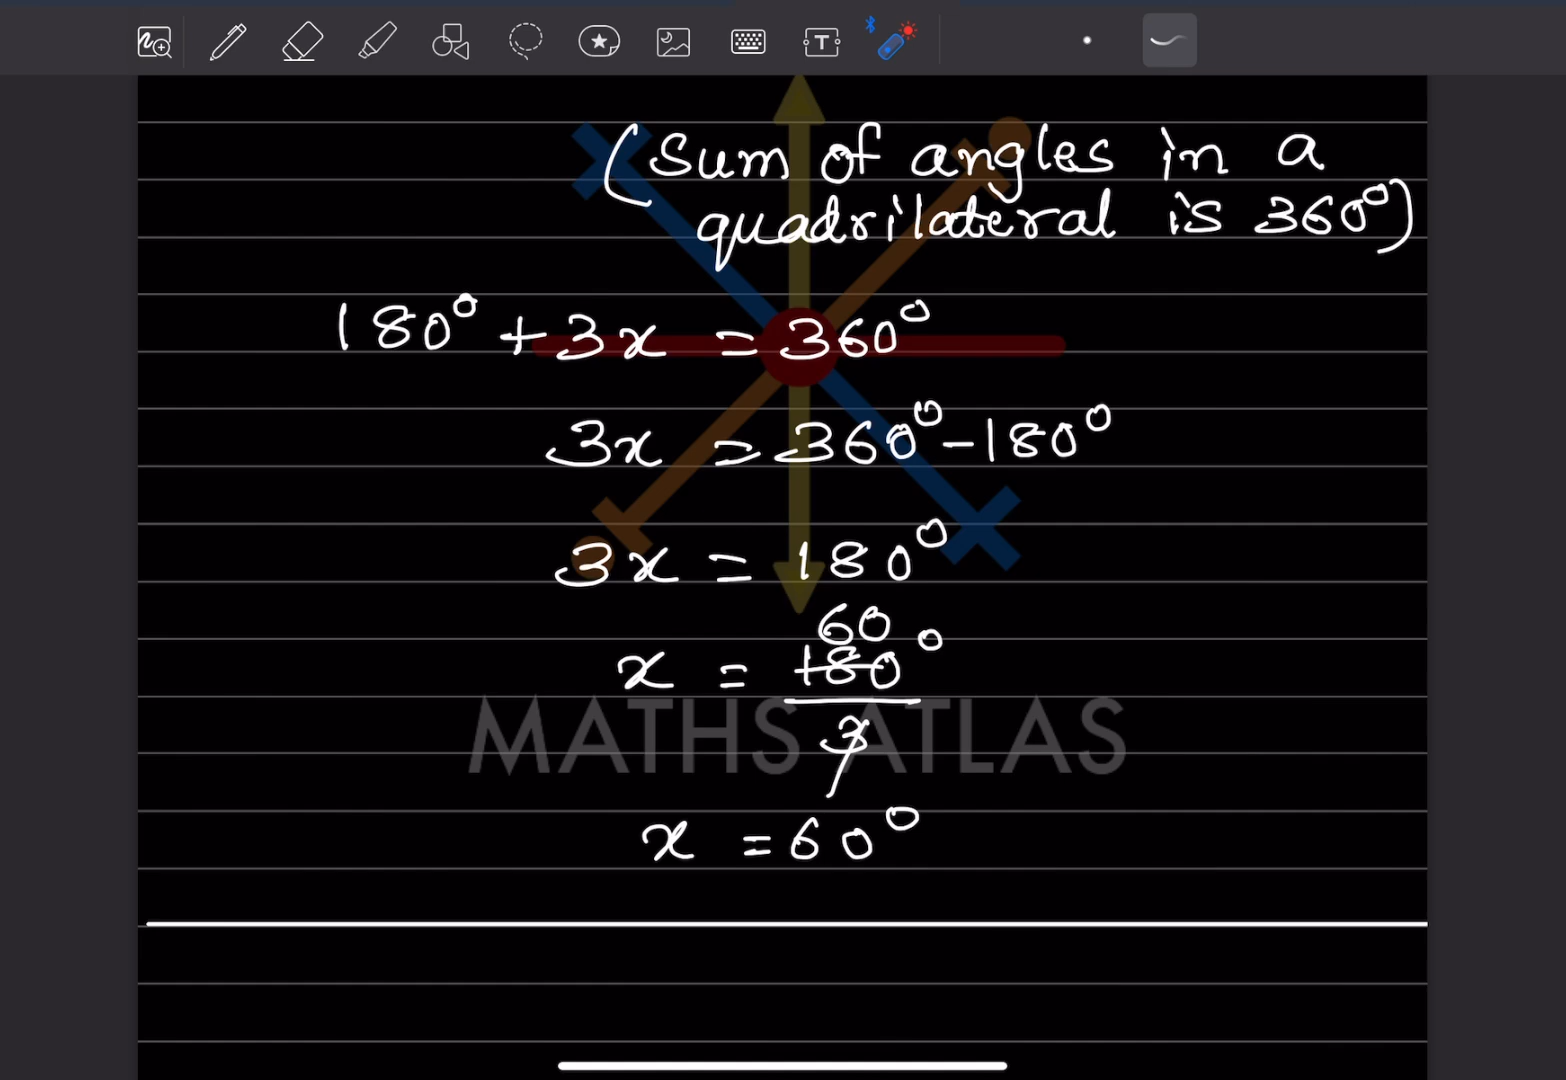 (Sum of angles in a
quadrilateral is 360°)
180° + 3x = 360°
3x = 360° - 180°
3x = 180°
60
x = 180°
3
MATHS ATLAS
x = 60°